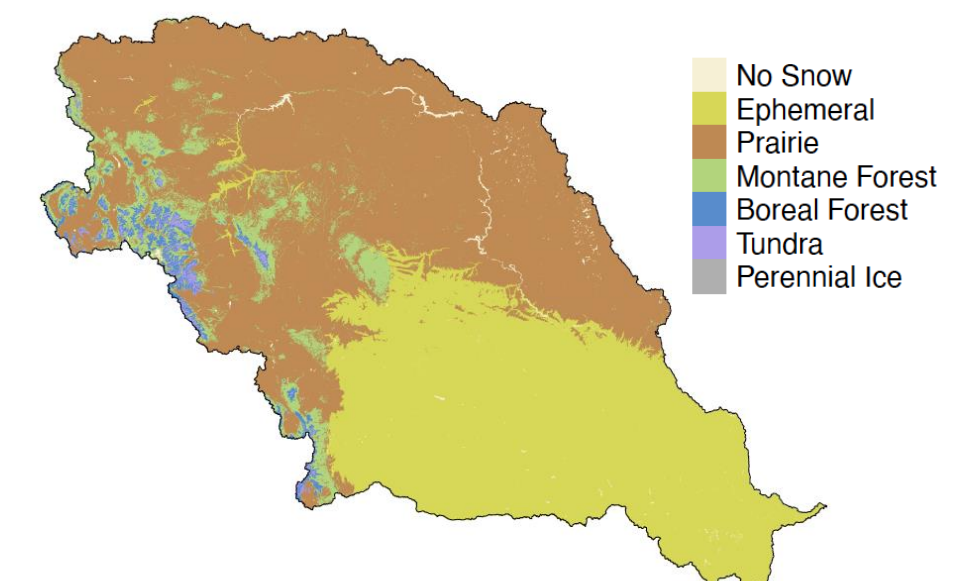 No Snow
Ephemeral
Prairie
Montane Forest
Boreal Forest
Tundra
Perennial Ice